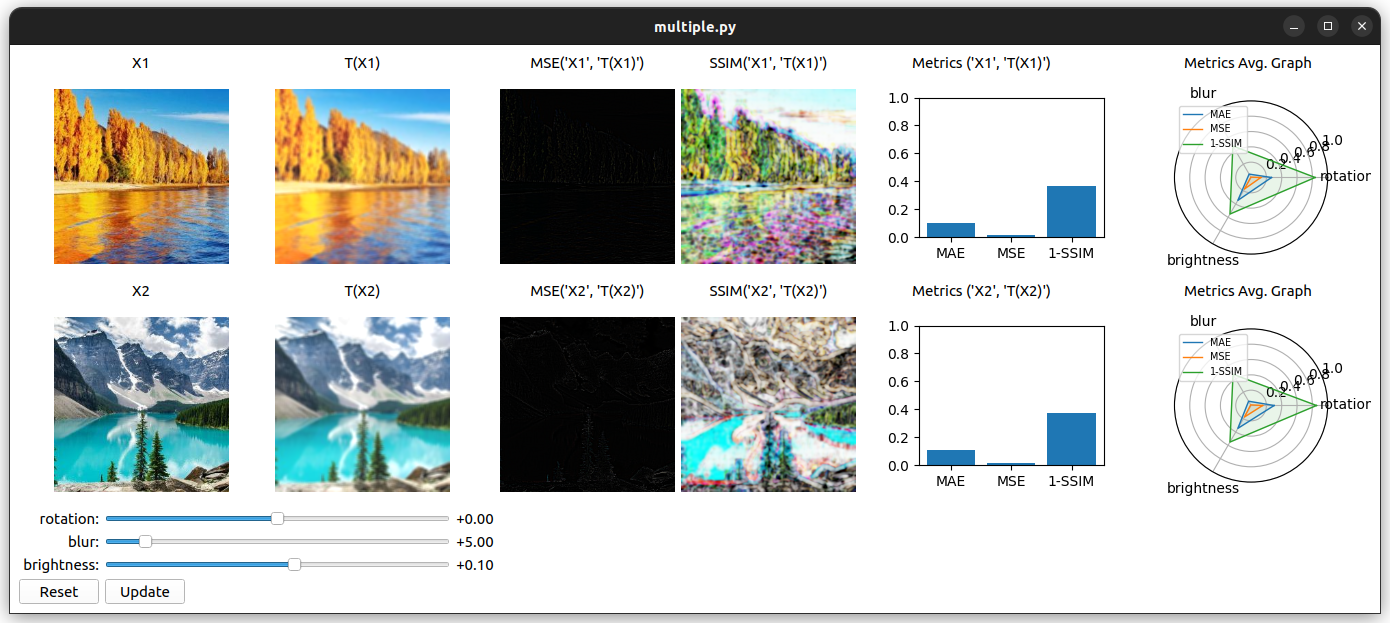 multiple.py
X1 T(X1) MSE('X1', 'T(X1)') SSIM('X1', 'T(X1)') Metrics ('X1', 'T(X1)') Metrics Avg. Graph
1.0
0.8
0.6
0.4
0.2
0.0
MAE MSE 1-SSIM
blur
MAE
MSE
1-SSIM
0.2 0.4 0.6 0.8 1.0
rotation
brightness
X2 T(X2) MSE('X2', 'T(X2)') SSIM('X2', 'T(X2)') Metrics ('X2', 'T(X2)') Metrics Avg. Graph
1.0
0.8
0.6
0.4
0.2
0.0
MAE MSE 1-SSIM
blur
MAE
MSE
1-SSIM
0.2 0.4 0.6 0.8 1.0
rotation
brightness
rotation: +0.00
blur: +5.00
brightness: +0.10
Reset Update